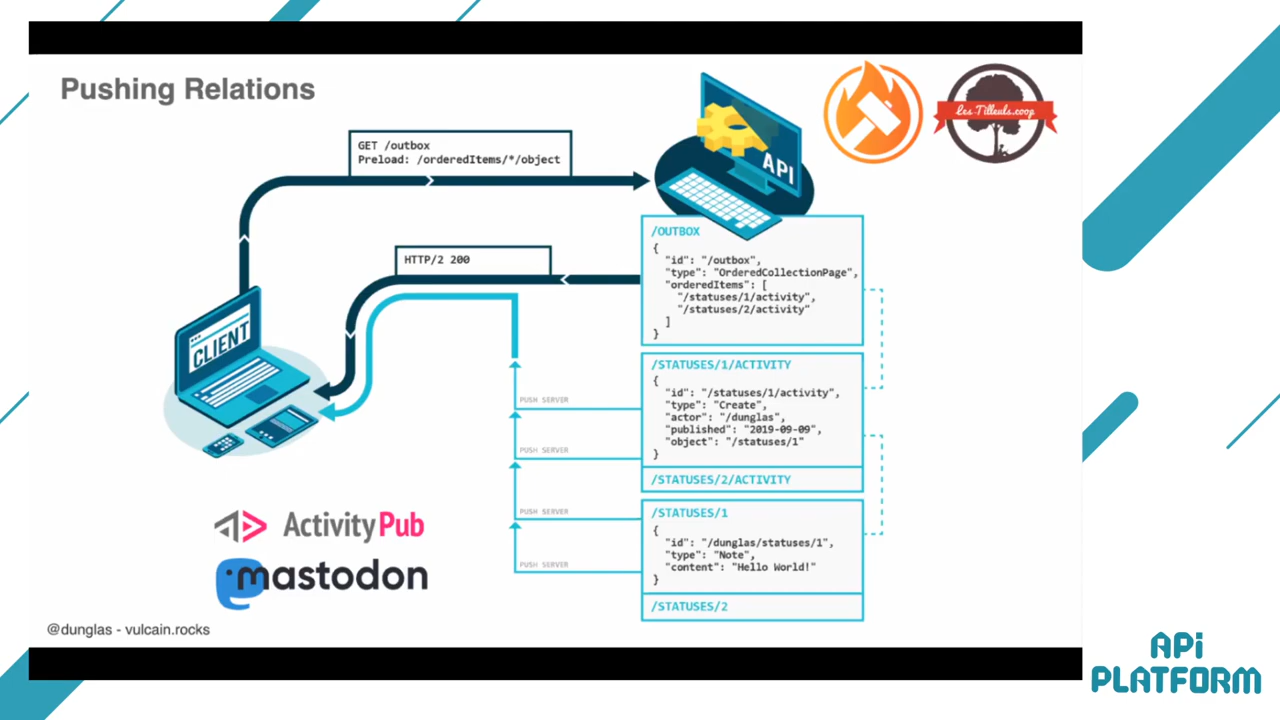 Pushing Relations
GET /outbox
Preload: /orderedItems/*/object
API
Les-Tilleuls.coop
HTTP/2 200
CLIENT
/OUTBOX
{
"id": "/outbox",
"type": "OrderedCollectionPage",
"orderedItems": [
"/statuses/1/activity",
"/statuses/2/activity"
]
}
/STATUSES/1/ACTIVITY
{
"id": "/statuses/1/activity",
"type": "Create",
"actor": "/dunglas",
"published": "2019-09-09",
"object": "/statuses/1"
}
/STATUSES/2/ACTIVITY
/STATUSES/1
{
"id": "/dunglas/statuses/1",
"type": "Note",
"content": "Hello World!"
}
/STATUSES/2
PUSH SERVER
PUSH SERVER
PUSH SERVER
PUSH SERVER
ActivityPub
mastodon
@dunglas - vulcain.rocks
APi
PLATFORM